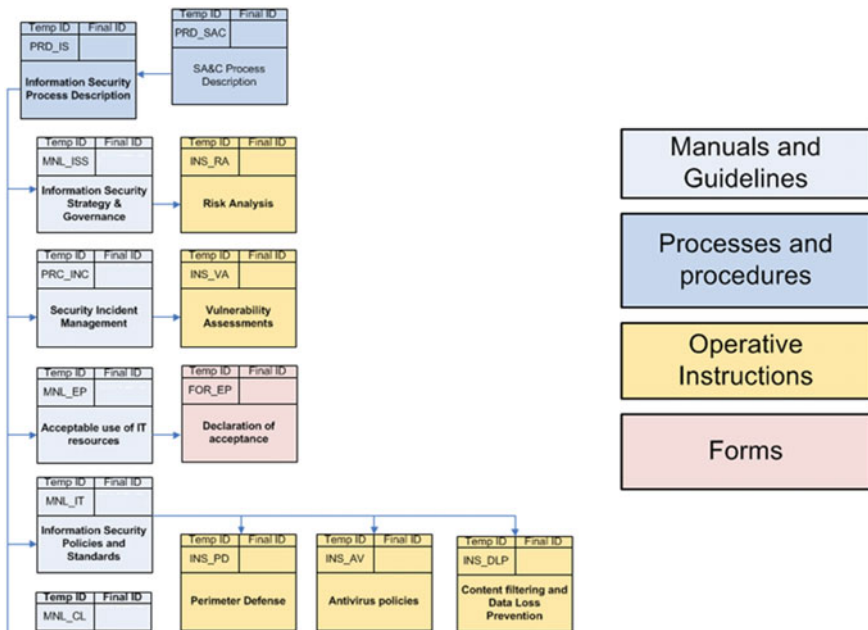 Temp ID Final ID
PRD_IS
Information Security
Process Description
Temp ID Final ID
PRD_SAC
SA&C Process
Description
Temp ID Final ID
MNL_ISS
Information Security
Strategy &
Governance
Temp ID Final ID
INS_RA
Risk Analysis
Temp ID Final ID
PRC_INC
Security Incident
Management
Temp ID Final ID
INS_VA
Vulnerability
Assessments
Temp ID Final ID
MNL_EP
Acceptable use of IT
resources
Temp ID Final ID
FOR_EP
Declaration of
acceptance
Temp ID Final ID
MNL_IT
Information Security
Policies and
Standards
Temp ID Final ID
INS_PD
Perimeter Defense
Temp ID Final ID
INS_AV
Antivirus policies
Temp ID Final ID
INS_DLP
Content filtering and
Data Loss
Prevention
Temp ID Final ID
MNL_CL
Manuals and
Guidelines
Processes and
procedures
Operative
Instructions
Forms